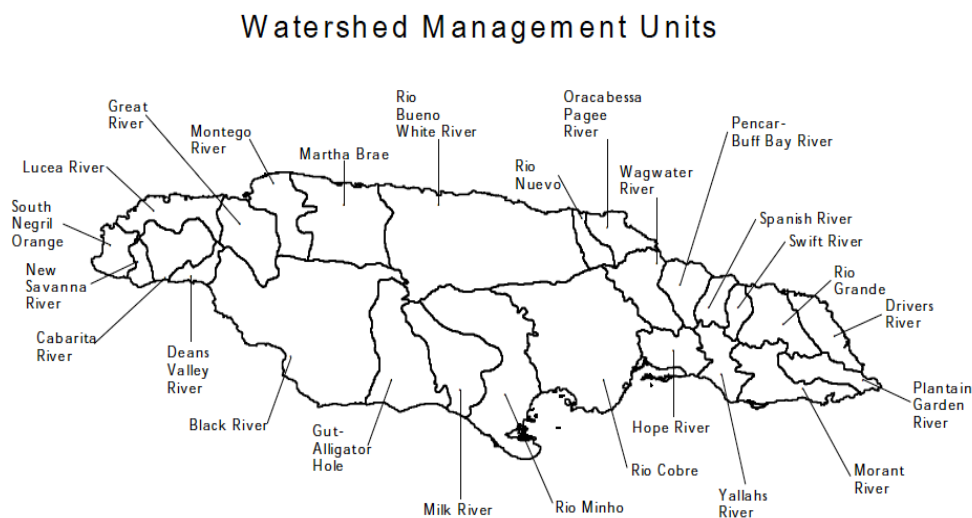 Watershed Management Units
Great
River
Montego
River
Rio
Bueno
White River
Oracabessa
Pagee
River
Pencar-
Buff Bay River
Lucea River
Martha Brae
Rio
Nuevo
Wagwater
River
South
Negril
Orange
Spanish River
Swift River
New
Savanna
River
Rio
Grande
Drivers
River
Cabarita
River
Deans
Valley
River
Black River
Gut-
Alligator
Hole
Milk River
Rio Minho
Rio Cobre
Hope River
Yallahs
River
Morant
River
Plantain
Garden
River